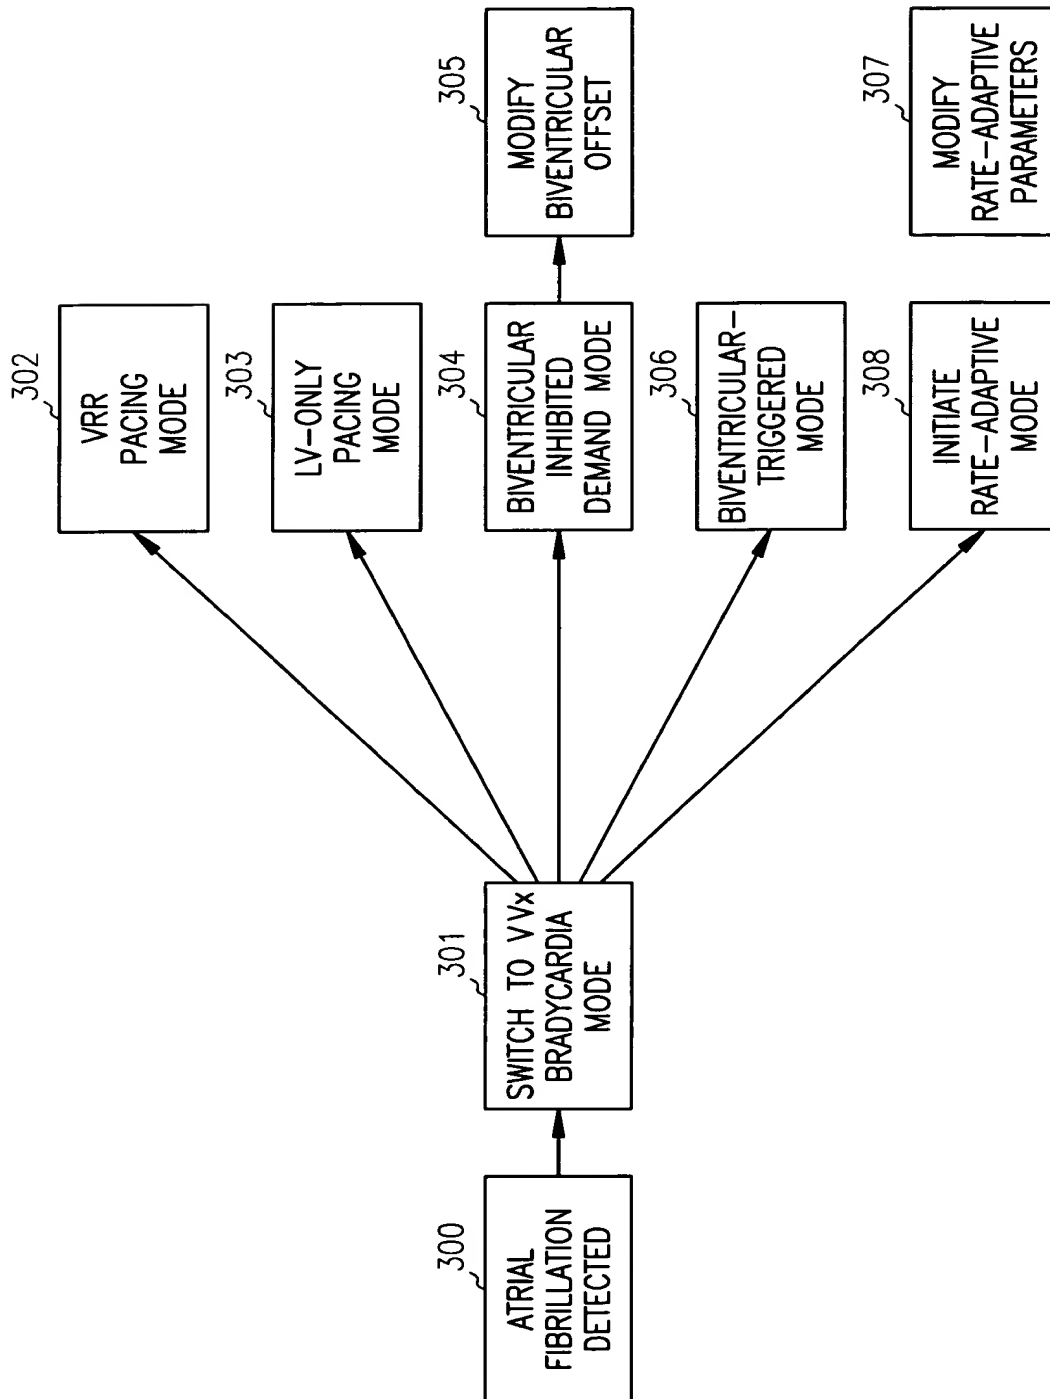 300
ATRIAL
FIBRILLATION
DETECTED
301
SWITCH TO VVx
BRADYCARDIA
MODE
302
VRR
PACING
MODE
303
LV-ONLY
PACING
MODE
304
BIVENTRICULAR
INHIBITED
DEMAND MODE
305
MODIFY
BIVENTRICULAR
OFFSET
306
BIVENTRICULAR-
TRIGGERED
MODE
308
INITIATE
RATE-ADAPTIVE
MODE
307
MODIFY
RATE-ADAPTIVE
PARAMETERS